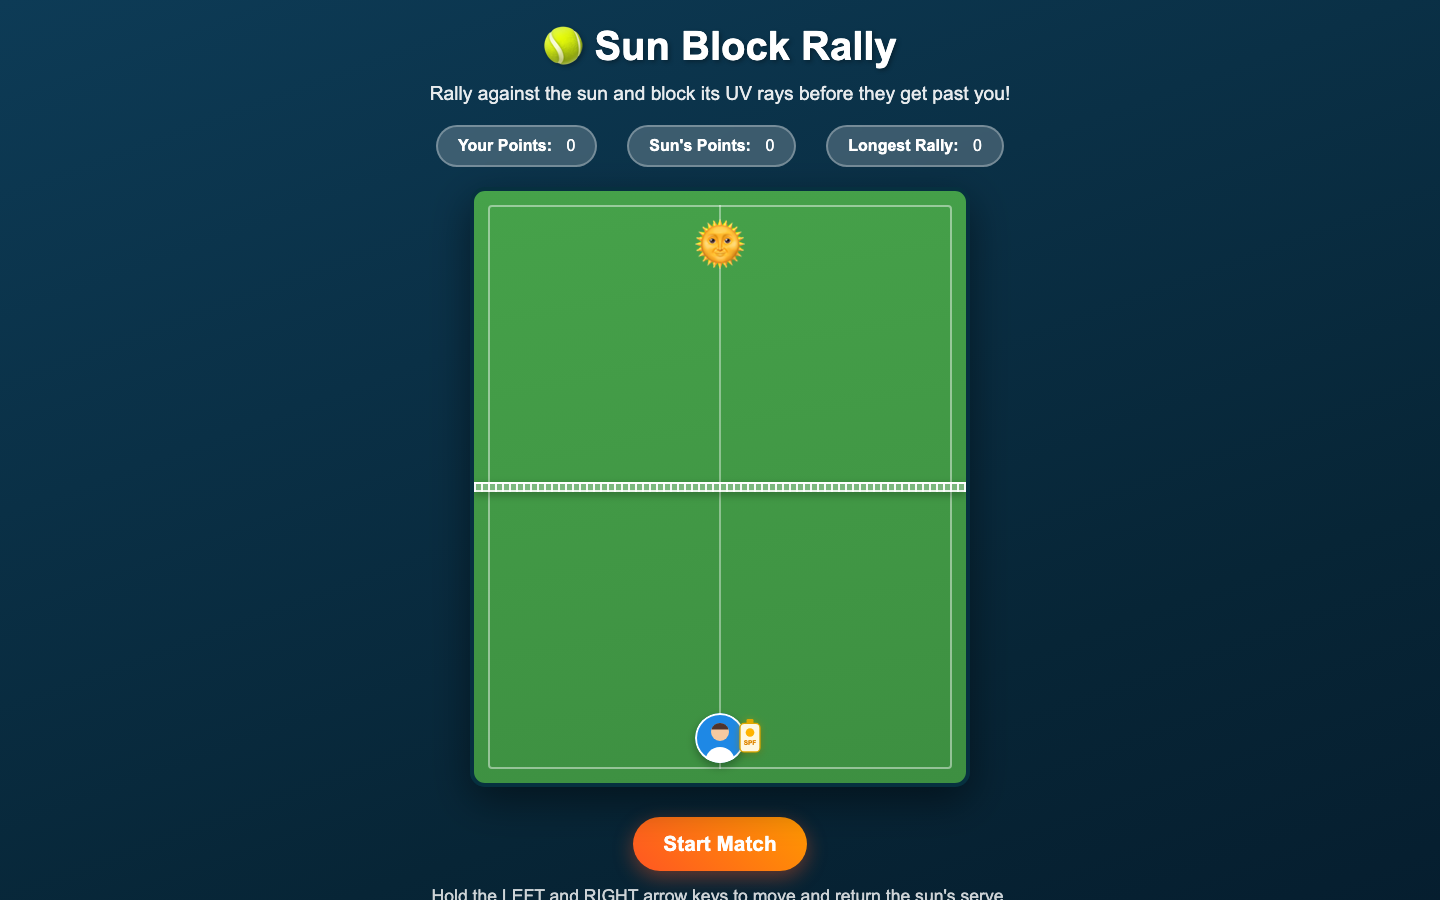 Sun Block Rally
Rally against the sun and block its UV rays before they get past you!
Your Points: 0
Sun's Points: 0
Longest Rally: 0
SPF
Start Match
Hold the LEFT and RIGHT arrow keys to move and return the sun's serve